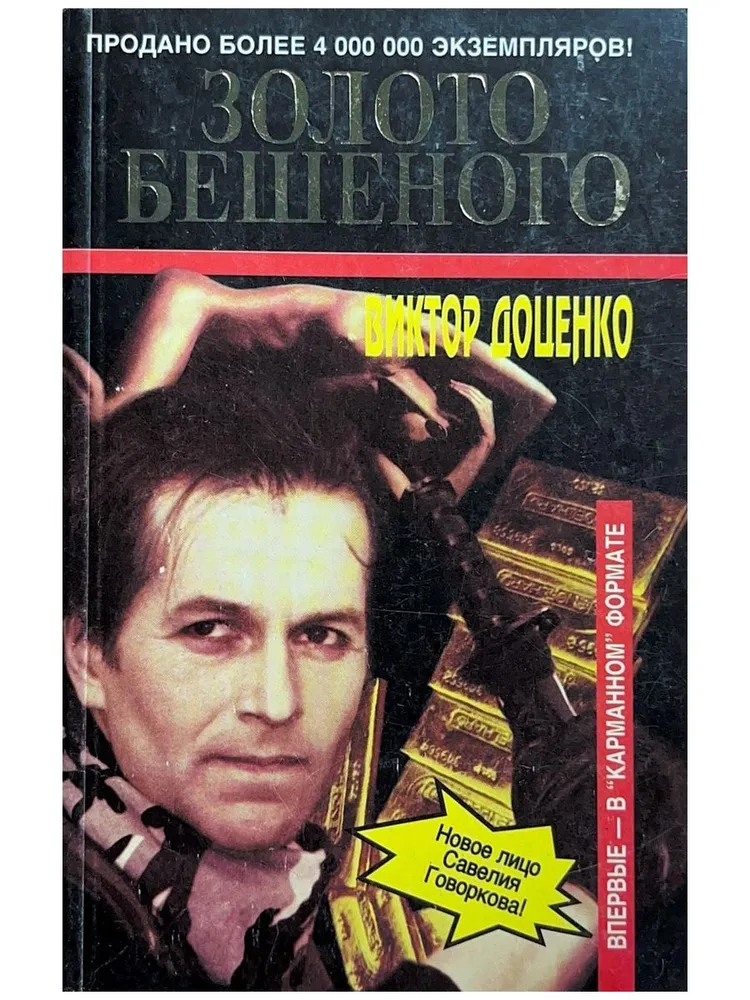 ПРОДАНО БОЛЕЕ 4 000 000 ЭКЗЕМПЛЯРОВ!
ЗОЛОТО
БЕШЕНОГО
ВИКТОР ДОЦЕНКО
ВПЕРВЫЕ — В “КАРМАННОМ” ФОРМАТЕ
Новое лицо
Савелия
Говоркова!